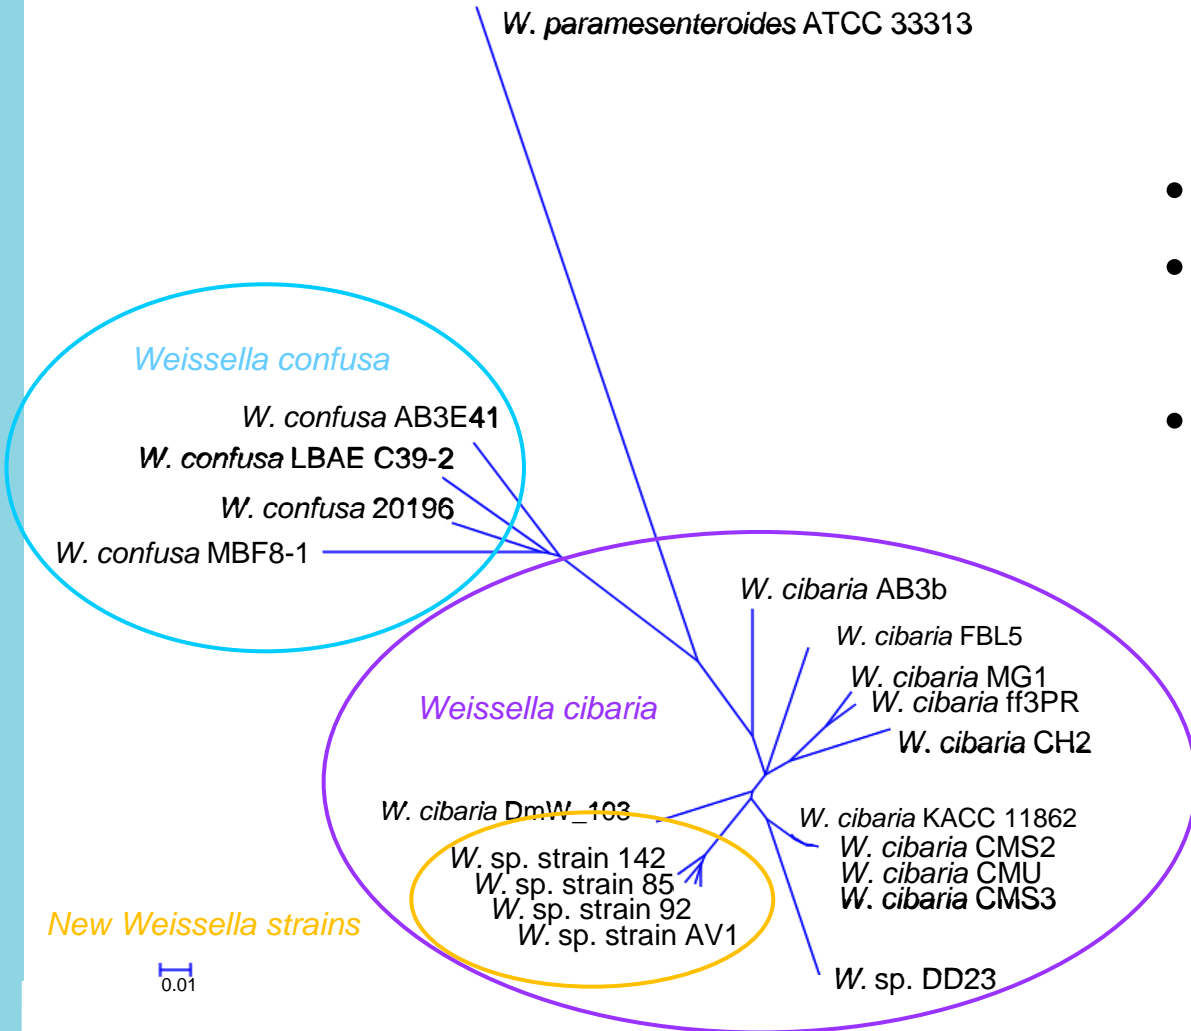 W. paramesenteroides ATCC 33313
Weissella confusa
W. confusa AB3E41
W. confusa LBAE C39-2
W. confusa 20196
W. confusa MBF8-1
W. cibaria AB3b
W. cibaria FBL5
W. cibaria MG1
W. cibaria ff3PR
W. cibaria CH2
Weissella cibaria
W. cibaria DmW_103
W. cibaria KACC 11862
W. cibaria CMS2
W. cibaria CMU
W. cibaria CMS3
W. sp. strain 142
W. sp. strain 85
W. sp. strain 92
W. sp. strain AV1
New Weissella strains
W. sp. DD23
0.01